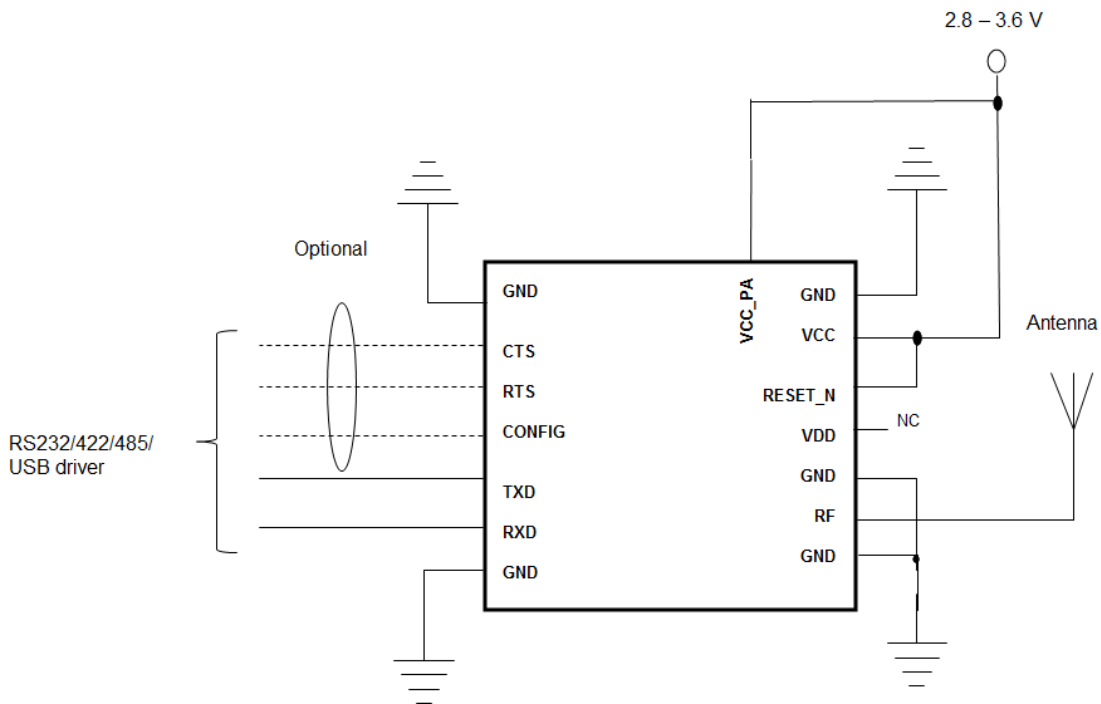 2.8 – 3.6 V
Optional
Antenna
RS232/422/485/
USB driver
GND
CTS
RTS
CONFIG
TXD
RXD
GND
VCC_PA
GND
VCC
RESET_N
VDD
NC
GND
RF
GND